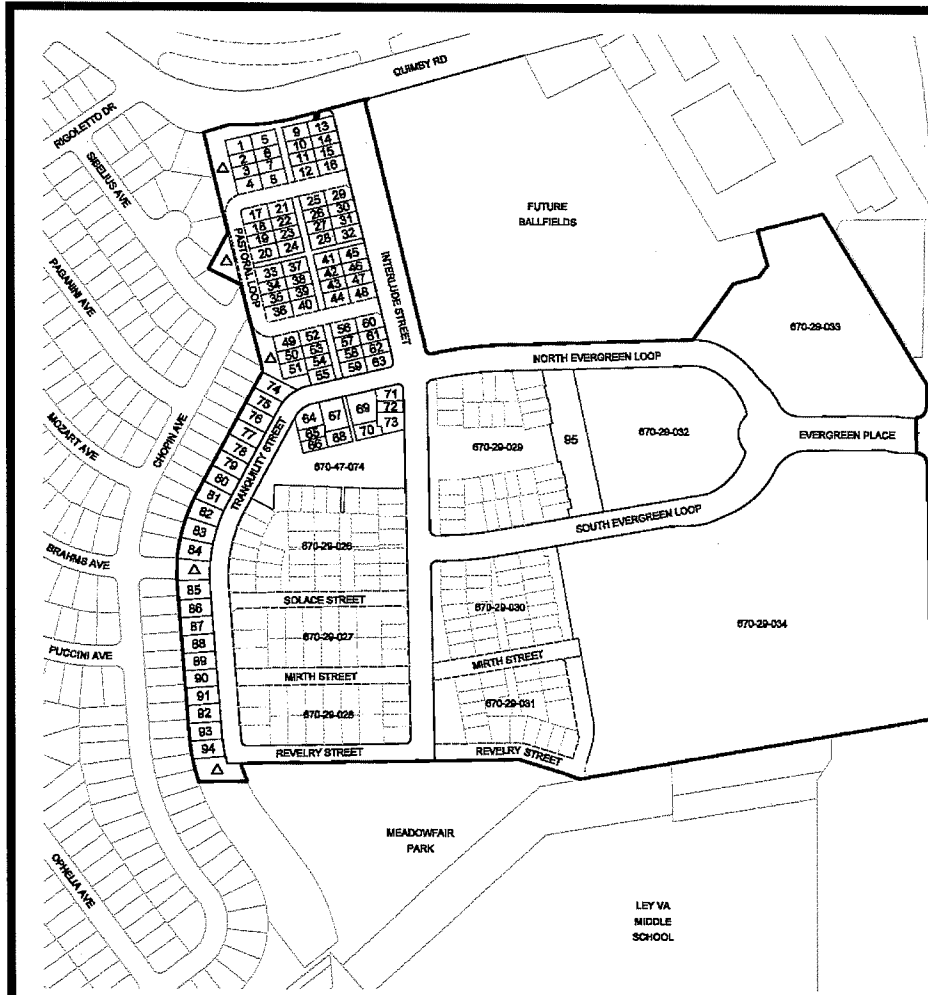 QUIMBY RD
RIGOLETTO DR
SIBELIUS AVE
PAGANINI AVE
MOZART AVE
CHOPIN AVE
BRAHMS AVE
PUCCINI AVE
OPHELIA AVE
1 5 9 13
2 6 10 14
3 7 11 15
4 8 12 16
PASTORAL LOOP
17 21 25 29
18 22 26 30
19 23 27 31
20 24 28 32
33 37 41 45
34 38 42 46
35 39 43 47
36 40 44 48
49 52 56 60
50 53 57 61
51 54 58 62
55 59 63
INTERLUDE STREET
FUTURE
BALLFIELDS
670-29-033
NORTH EVERGREEN LOOP
EVERGREEN PLACE
SOUTH EVERGREEN LOOP
64 67 69 71
65 72
66 68 70 73
74
75
76
77
78
79
80
81
82
83
84
85
86
87
88
89
90
91
92
93
94
TRANQUILITY STREET
670-47-074
670-29-029
95
670-29-032
670-29-026
SOLACE STREET
670-29-027
MIRTH STREET
670-29-028
REVELRY STREET
670-29-030
MIRTH STREET
670-29-031
REVELRY STREET
670-29-034
MEADOWFAIR
PARK
LEY VA
MIDDLE
SCHOOL